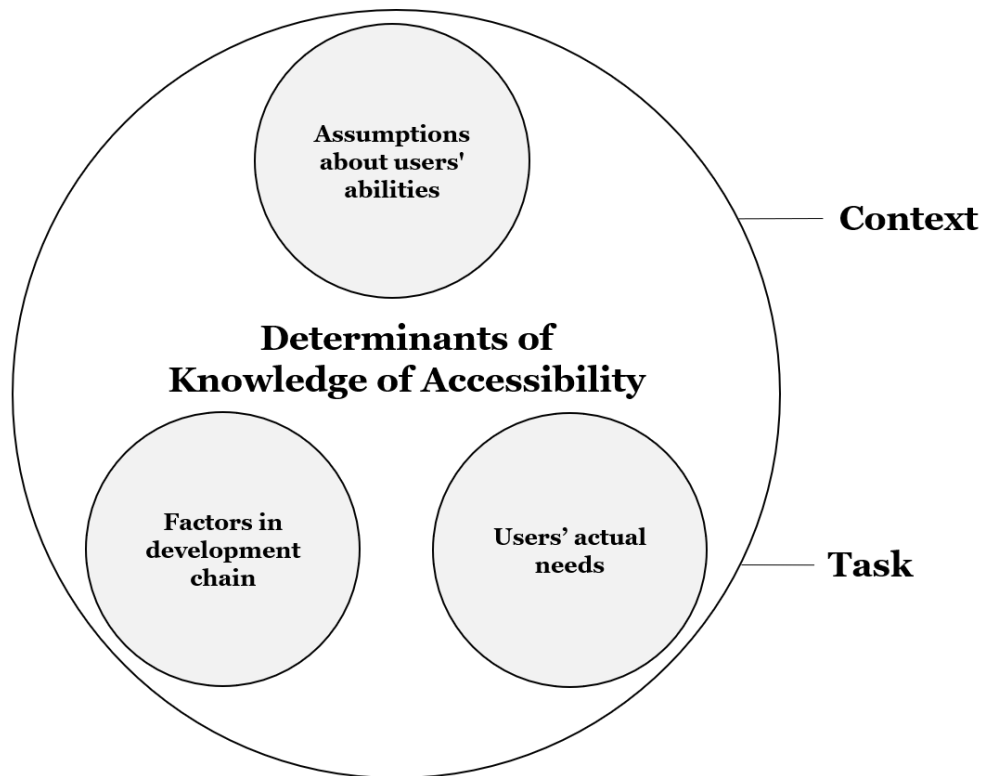 Assumptions
about users'
abilities
Context
Determinants of
Knowledge of Accessibility
Factors in
development
chain
Users’ actual
needs
Task